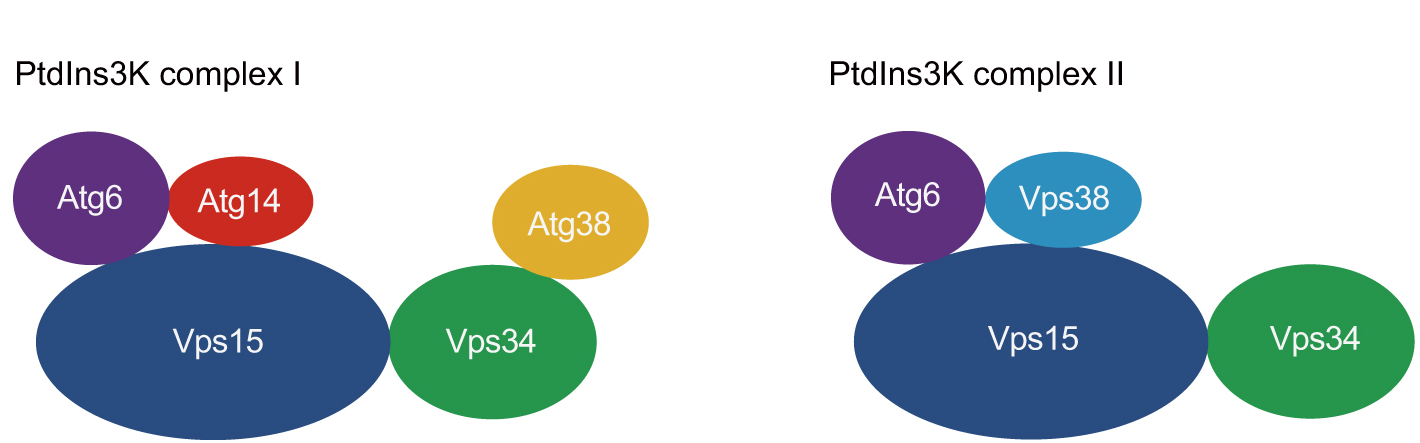 PtdIns3K complex I
PtdIns3K complex II
Atg6
Atg14
Atg38
Vps15
Vps34
Atg6
Vps38
Vps15
Vps34